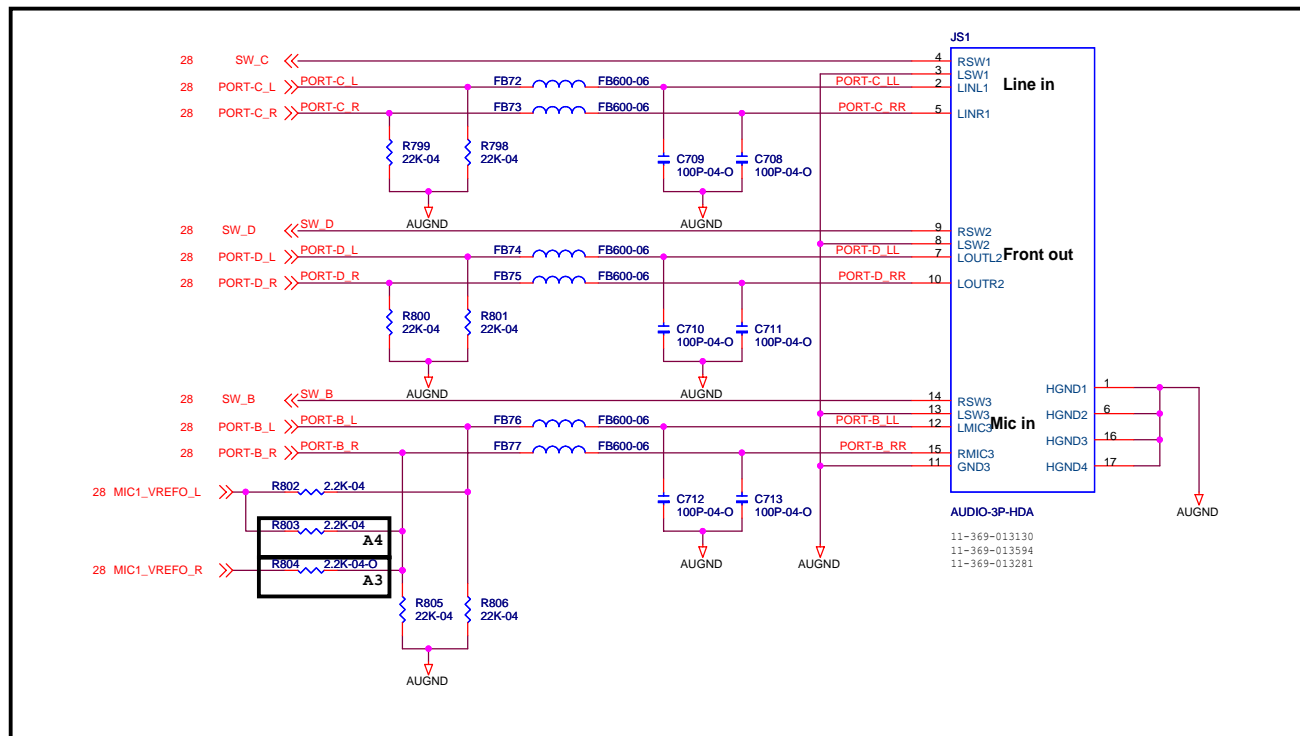 JS1
28 SW_C 4 RSW1
3 LSW1
28 PORT-C_L PORT-C_L FB72 FB600-06 PORT-C_LL 2 LINL1 Line in
28 PORT-C_R PORT-C_R FB73 FB600-06 PORT-C_RR 5 LINR1
R799 22K-04
R798 22K-04
C709 100P-04-O
C708 100P-04-O
AUGND AUGND
28 SW_D SW_D 9 RSW2
8 LSW2
28 PORT-D_L PORT-D_L FB74 FB600-06 PORT-D_LL 7 LOUTL2 Front out
28 PORT-D_R PORT-D_R FB75 FB600-06 PORT-D_RR 10 LOUTR2
R800 22K-04
R801 22K-04
C710 100P-04-O
C711 100P-04-O
AUGND AUGND
HGND1 1
HGND2 6
HGND3 16
HGND4 17
AUGND
28 SW_B SW_B 14 RSW3
13 LSW3
28 PORT-B_L PORT-B_L FB76 FB600-06 PORT-B_LL 12 LMIC3 Mic in
28 PORT-B_R PORT-B_R FB77 FB600-06 PORT-B_RR 15 RMIC3
11 GND3
28 MIC1_VREFO_L R802 2.2K-04
R803 2.2K-04
A4
28 MIC1_VREFO_R R804 2.2K-04-O
A3
C712 100P-04-O
C713 100P-04-O
AUGND AUGND
R805 22K-04
R806 22K-04
AUGND
AUDIO-3P-HDA
11-369-013130
11-369-013594
11-369-013281